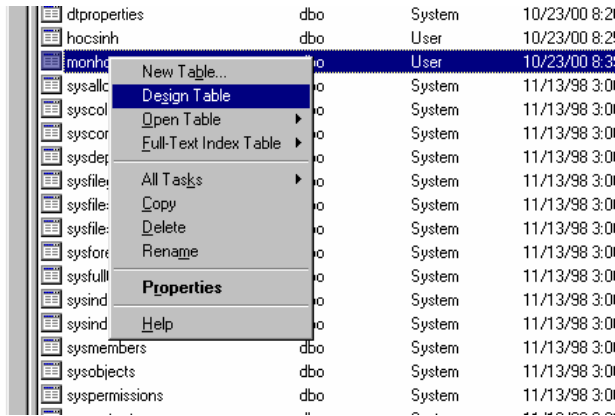 dtproperties dbo System 10/23/00 8:2
hocsinh dbo User 10/23/00 8:2
monho User 10/23/00 8:3
New Table...
sysallo System 11/13/98 3:0
Design Table
syscol System 11/13/98 3:0
Open Table
syscom System 11/13/98 3:0
Full-Text Index Table
sysdep System 11/13/98 3:0
sysfile System 11/13/98 3:0
All Tasks
sysfile System 11/13/98 3:0
Copy
sysfile System 11/13/98 3:0
Delete
sysfore System 11/13/98 3:0
Rename
sysfull System 11/13/98 3:0
Properties
sysind System 11/13/98 3:0
sysind System 11/13/98 3:0
Help
sysmembers dbo System 11/13/98 3:0
sysobjects dbo System 11/13/98 3:0
syspermissions dbo System 11/13/98 3:0